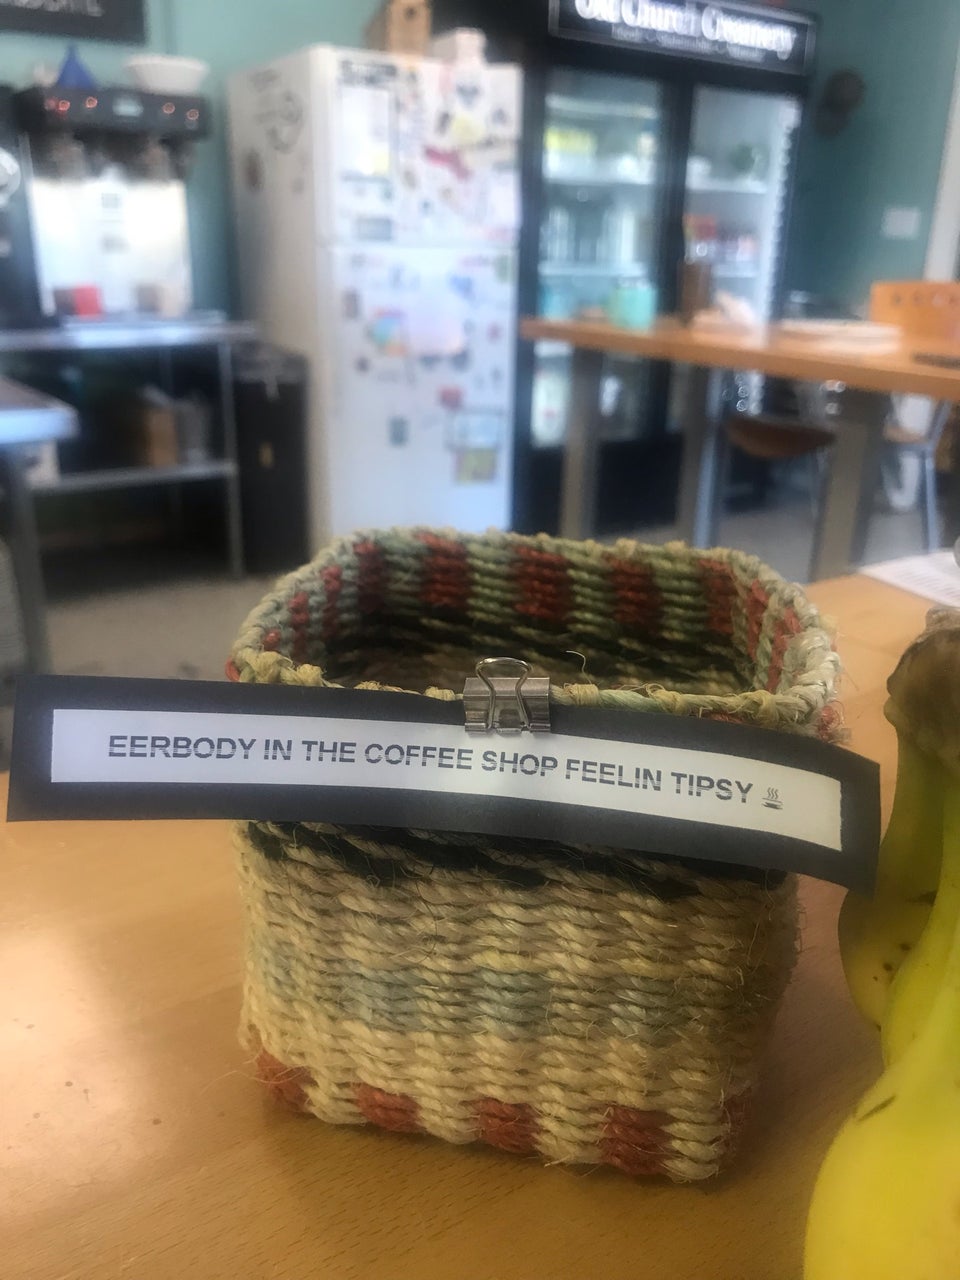 Old Church Creamery
EERBODY IN THE COFFEE SHOP FEELIN TIPSY